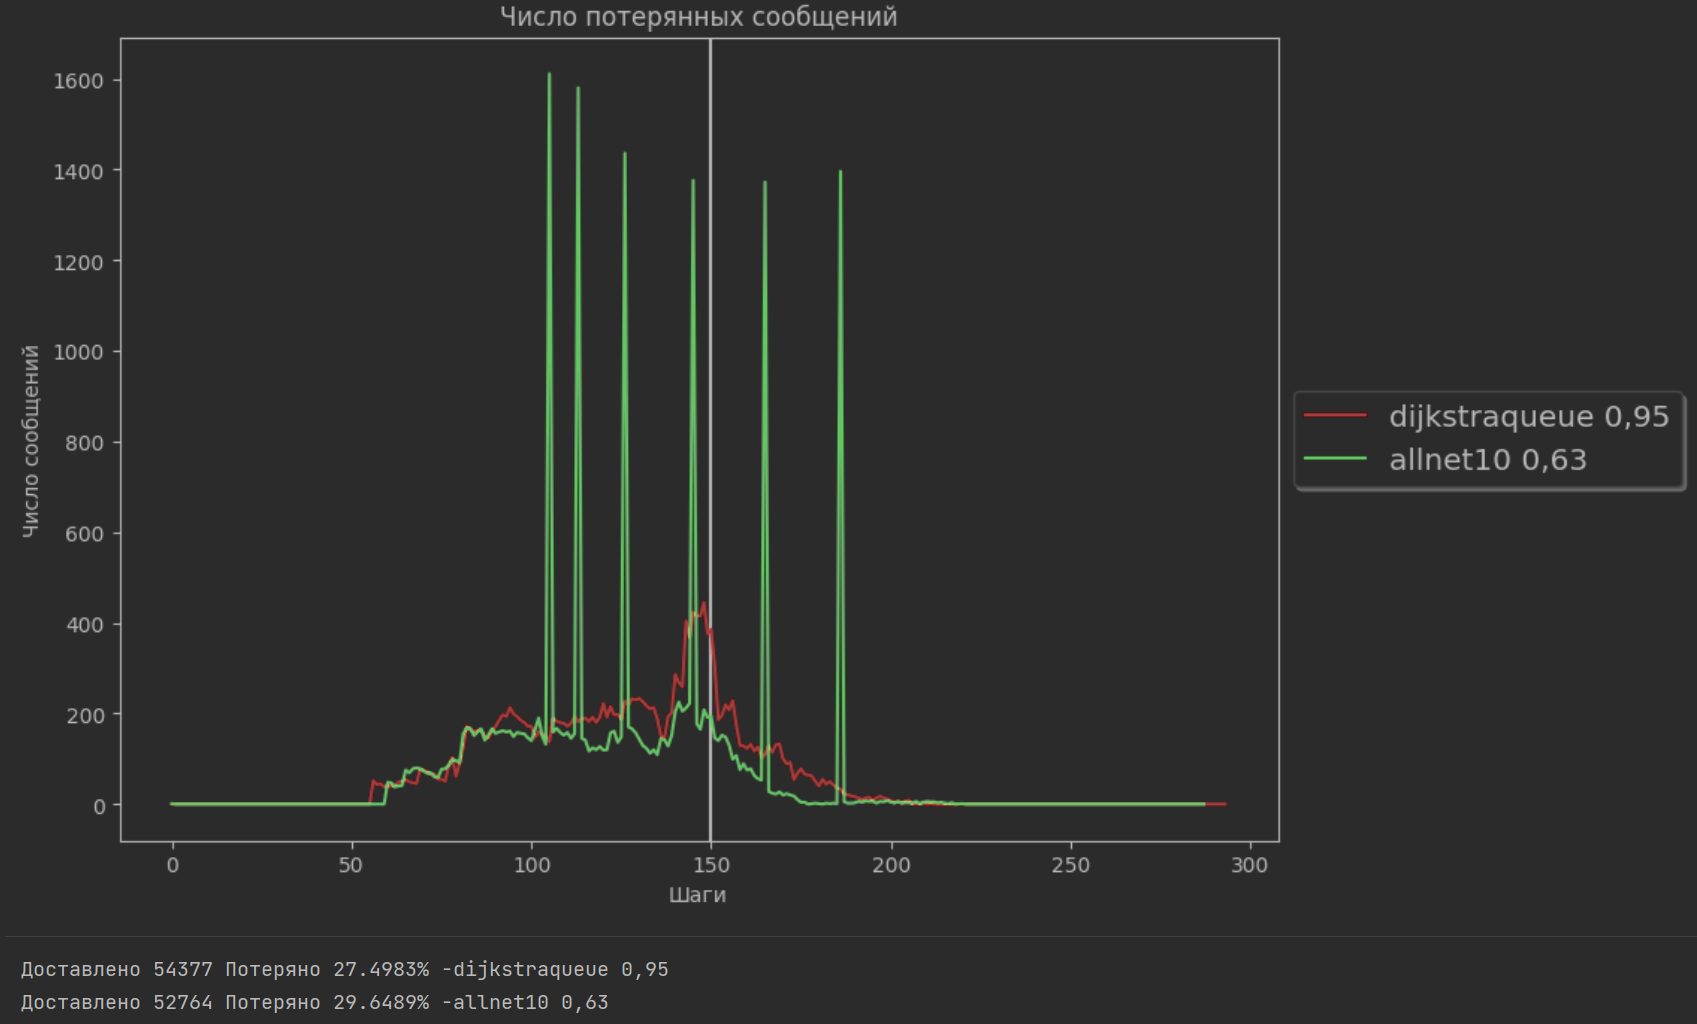 Число потерянных сообщений
1600
1400
1200
1000
800
600
400
200
0
Число сообщений
0 50 100 150 200 250 300
Шаги
dijkstraqueue 0,95
allnet10 0,63
Доставлено 54377 Потеряно 27.4983% -dijkstraqueue 0,95
Доставлено 52764 Потеряно 29.6489% -allnet10 0,63